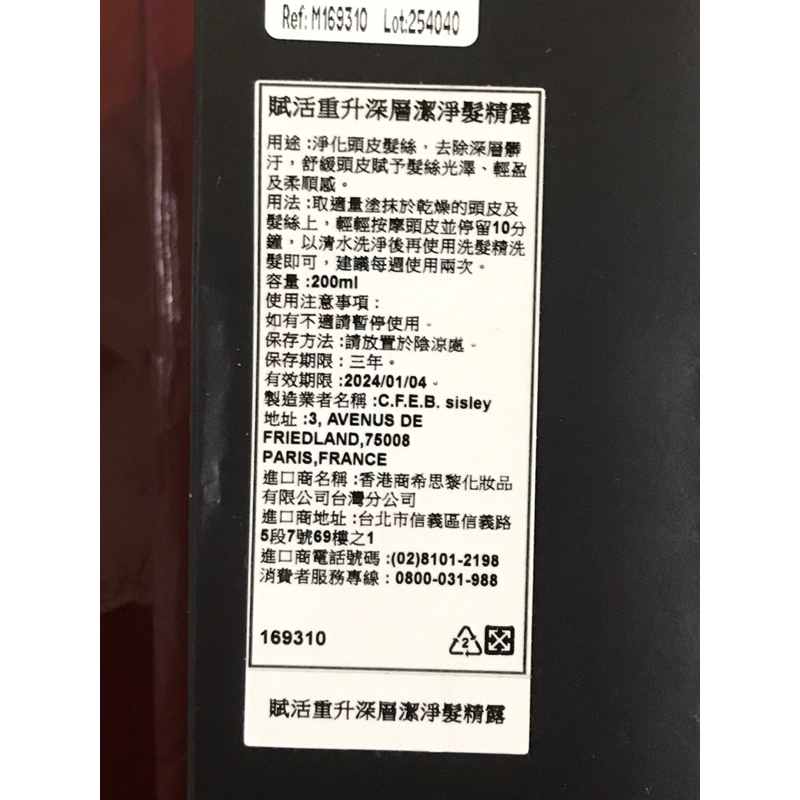 Ref: M169310 Lot:254040
賦活重升深層潔淨髮精露
用途:淨化頭皮髮絲，去除深層髒
汙，舒緩頭皮賦予髮絲光澤、輕盈
及柔順感。
用法:取適量塗抹於乾燥的頭皮及
髮絲上，輕輕按摩頭皮並停留10分
鐘，以清水洗淨後再使用洗髮精洗
髮即可，建議每週使用兩次。
容量:200ml
使用注意事項：
如有不適請暫停使用。
保存方法:請放置於陰涼處。
保存期限：三年。
有效期限:2024/01/04。
製造業者名稱:C.F.E.B. sisley
地址:3, AVENUS DE
FRIEDLAND,75008
PARIS,FRANCE
進口商名稱:香港商希思黎化妝品
有限公司台灣分公司
進口商地址:台北市信義區信義路
5段7號69樓之1
進口商電話號碼:(02)8101-2198
消費者服務專線：0800-031-988
169310
2
賦活重升深層潔淨髮精露